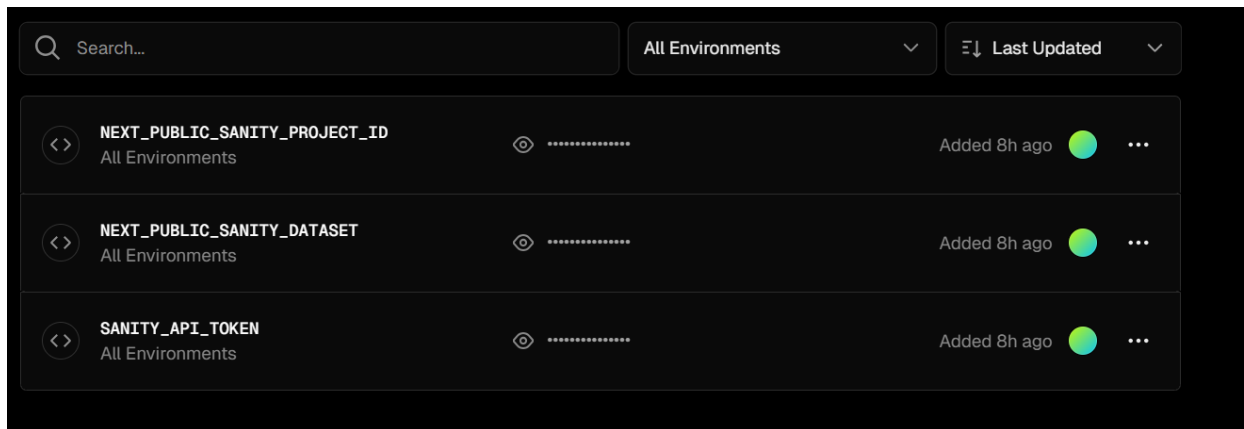 Search...
All Environments
Last Updated
NEXT_PUBLIC_SANITY_PROJECT_ID
All Environments
•••••••••••••••
Added 8h ago
NEXT_PUBLIC_SANITY_DATASET
All Environments
•••••••••••••••
Added 8h ago
SANITY_API_TOKEN
All Environments
•••••••••••••••
Added 8h ago